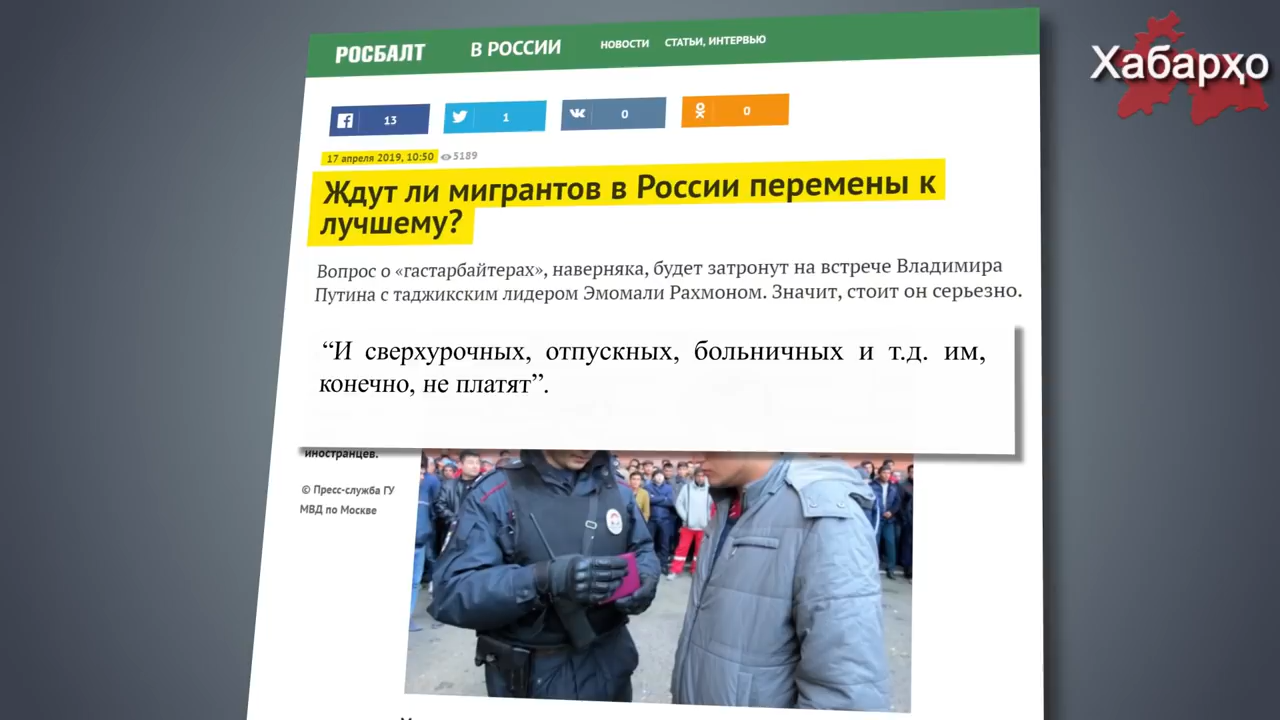 Хабарҳо
РОСБАЛТ
В РОССИИ
НОВОСТИ
СТАТЬИ, ИНТЕРВЬЮ
13
1
0
0
17 апреля 2019, 10:50
5189
Ждут ли мигрантов в России перемены к
лучшему?
Вопрос о «гастарбайтерах», наверняка, будет затронут на встрече Владимира
Путина с таджикским лидером Эмомали Рахмоном. Значит, стоит он серьезно.
“И сверхурочных, отпускных, больничных и т.д. им,
конечно, не платят”.
иностранцев.
© Пресс-служба ГУ
МВД по Москве